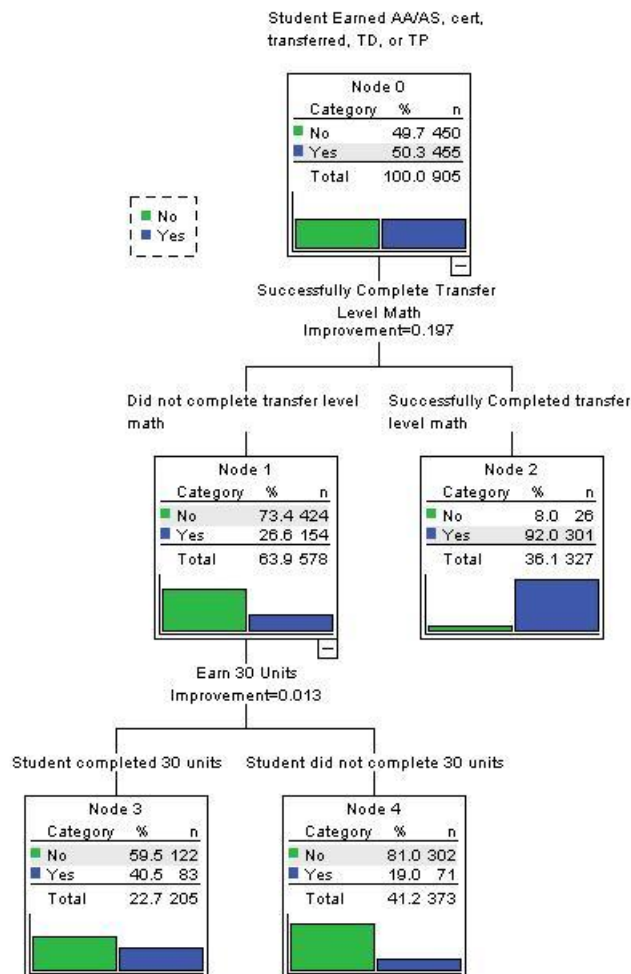 Student Earned AA/AS, cert,
transferred, TD, or TP
Node 0
Category % n
No 49.7 450
Yes 50.3 455
Total 100.0 905
No
Yes
Successfully Complete Transfer
Level Math
Improvement=0.197
Did not complete transfer level
math
Successfully Completed transfer
level math
Node 1
Category % n
No 73.4 424
Yes 26.6 154
Total 63.9 578
Node 2
Category % n
No 8.0 26
Yes 92.0 301
Total 36.1 327
Earn 30 Units
Improvement=0.013
Student completed 30 units
Student did not complete 30 units
Node 3
Category % n
No 59.5 122
Yes 40.5 83
Total 22.7 205
Node 4
Category % n
No 81.0 302
Yes 19.0 71
Total 41.2 373